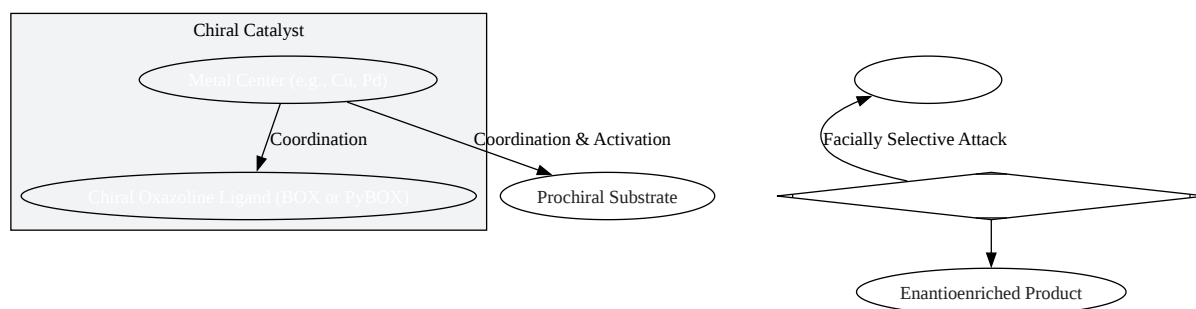 Chiral Catalyst
Metal Center (e.g., Cu, Pd)
Coordination
Coordination & Activation
Facially Selective Attack
Chiral Oxazoline Ligand (BOX or PyBOX)
Prochiral Substrate
Enantioenriched Product